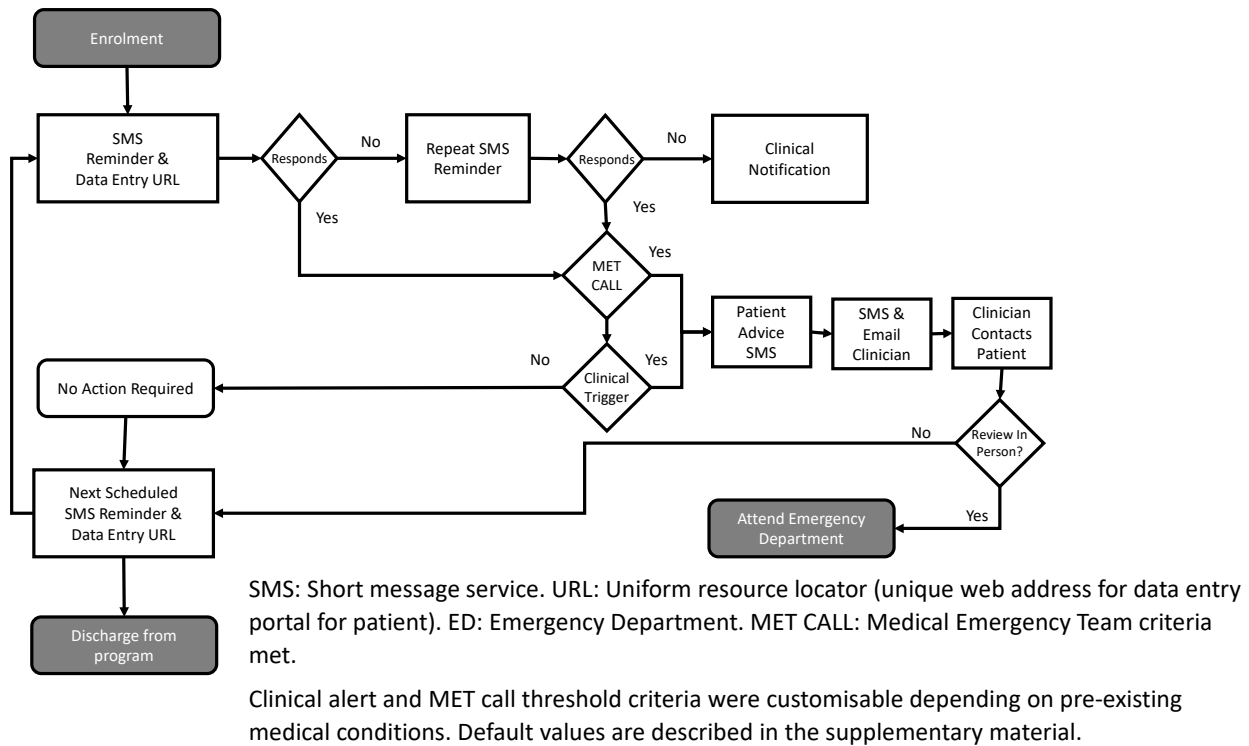 Enrolment
SMS
Reminder &
Data Entry URL
Responds
No
Yes
Repeat SMS
Reminder
Responds
No
Yes
Clinical
Notification
MET
CALL
Yes
Clinical
Trigger
No
Yes
Patient
Advice
SMS
SMS &
Email
Clinician
Clinician
Contacts
Patient
No Action Required
Review In
Person?
No
Yes
Next Scheduled
SMS Reminder &
Data Entry URL
Attend Emergency
Department
Discharge from
program
SMS: Short message service. URL: Uniform resource locator (unique web address for data entry
portal for patient). ED: Emergency Department. MET CALL: Medical Emergency Team criteria
met.
Clinical alert and MET call threshold criteria were customisable depending on pre-existing
medical conditions. Default values are described in the supplementary material.